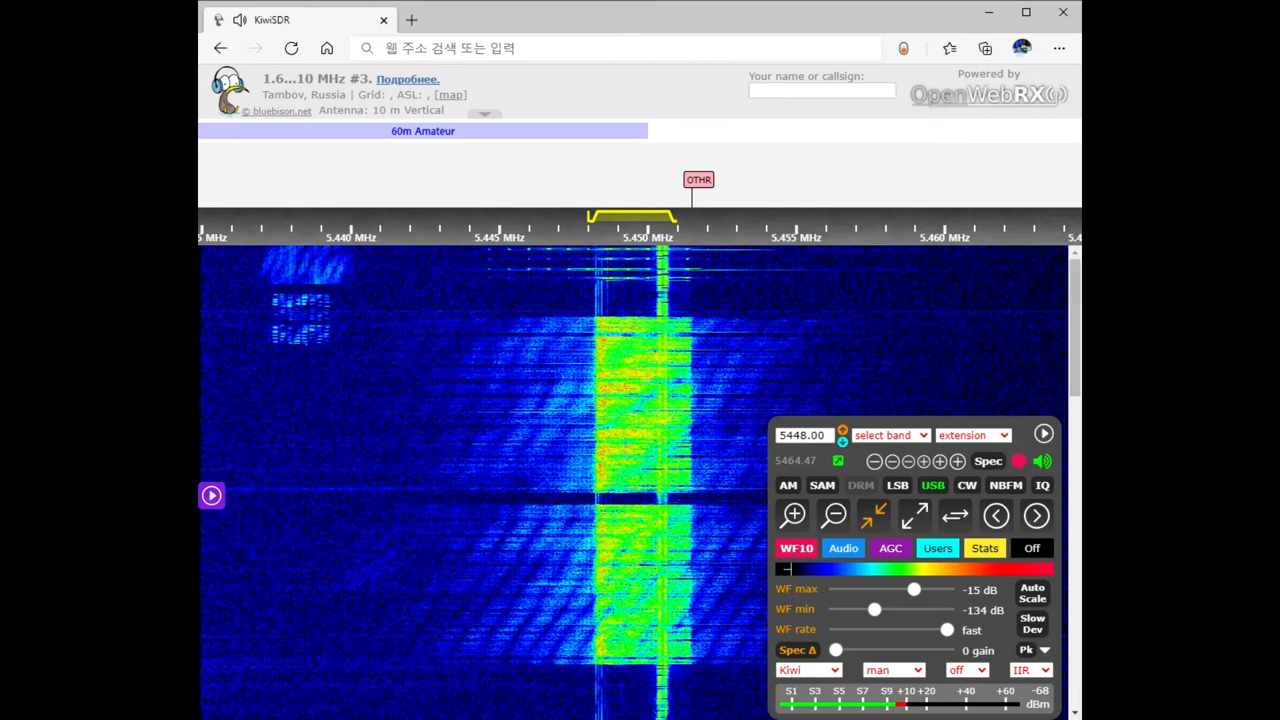 KiwiSDR
웹 주소 검색 또는 입력
1.6...10 MHz #3. Подробнее.
Tambov, Russia | Grid: , ASL: , [map]
© bluebison.net Antenna: 10 m Vertical
Your name or callsign:
Powered by
OpenWebRX
60m Amateur
OTHR
5 MHz 5.440 MHz 5.445 MHz 5.450 MHz 5.455 MHz 5.460 MHz 5.4
5448.00 select band extension
5464.47 Spec
AM SAM DRM LSB USB CW NBFM IQ
WF10 Audio AGC Users Stats Off
WF max -15 dB Auto Scale
WF min -134 dB
WF rate fast Slow Dev
Spec Δ 0 gain Pk
Kiwi man off IIR
S1 S3 S5 S7 S9 +10 +20 +40 +60 -68
dBm